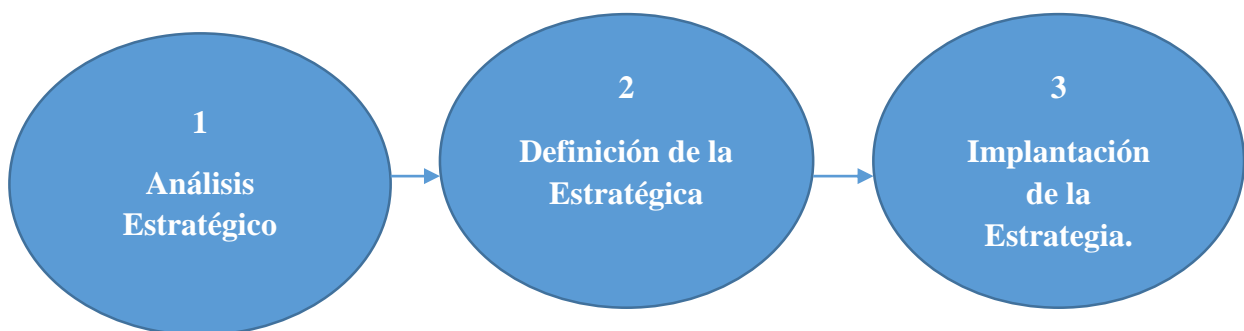 1
Análisis
Estratégico
2
Definición de la
Estratégica
3
Implantación
de la
Estrategia.